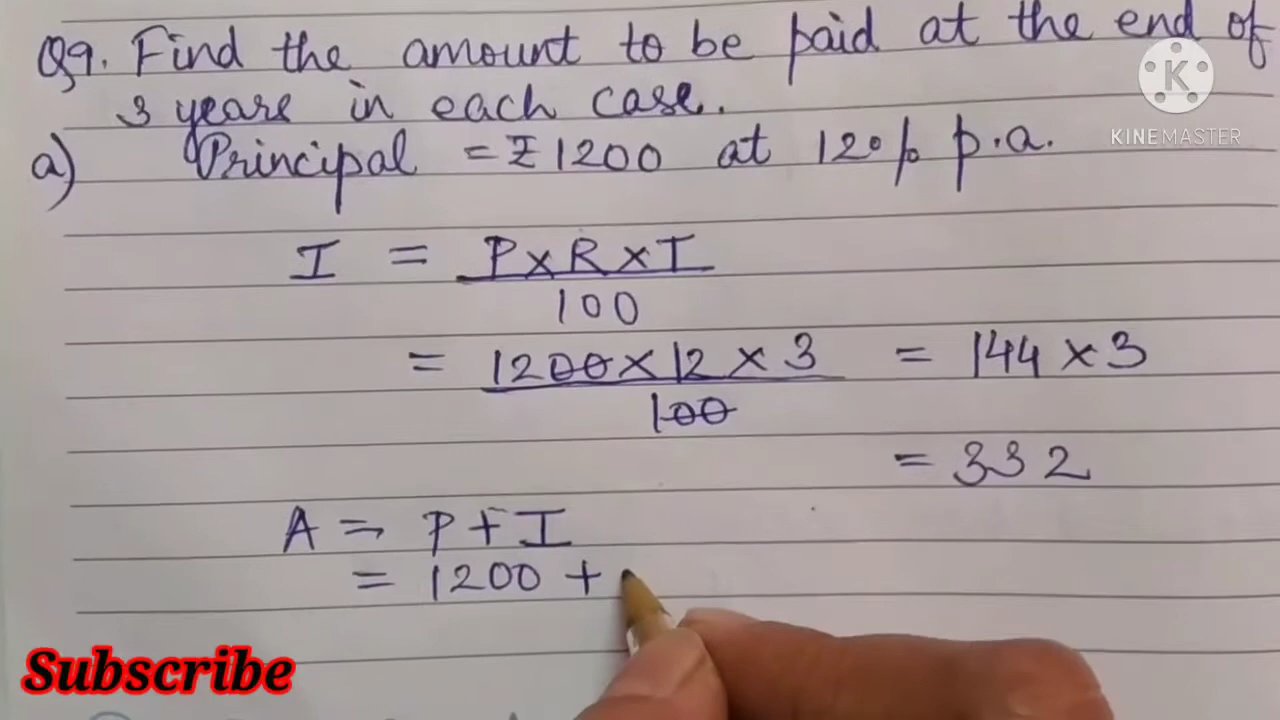 Q9. Find the amount to be paid at the end of
3 years in each case.
a) Principal = ₹1200 at 12% p.a.
KINEMASTER
I = P×R×T
100
= 1200×12×3 = 144×3
100
= 332
A = P+I
= 1200 +
Subscribe